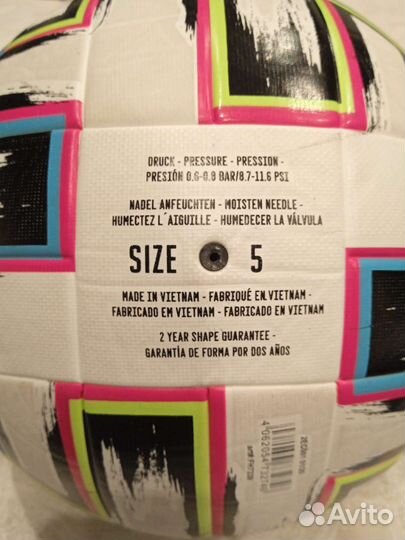 DRUCK - PRESSURE - PRESSION -
PRESIÓN 0.6-0.8 BAR/8.7-11.6 PSI
NADEL ANFEUCHTEN - MOISTEN NEEDLE -
HUMECTEZ L´AIGUILLE - HUMEDECER LA VÁLVULA
SIZE 5
MADE IN VIETNAM - FABRIQUÉ EN VIETNAM -
FABRICADO EM VIETNAM - FABRICADO EN VIETNAM
2 YEAR SHAPE GUARANTEE -
GARANTÍA DE FORMA POR DOS AÑOS
Avito